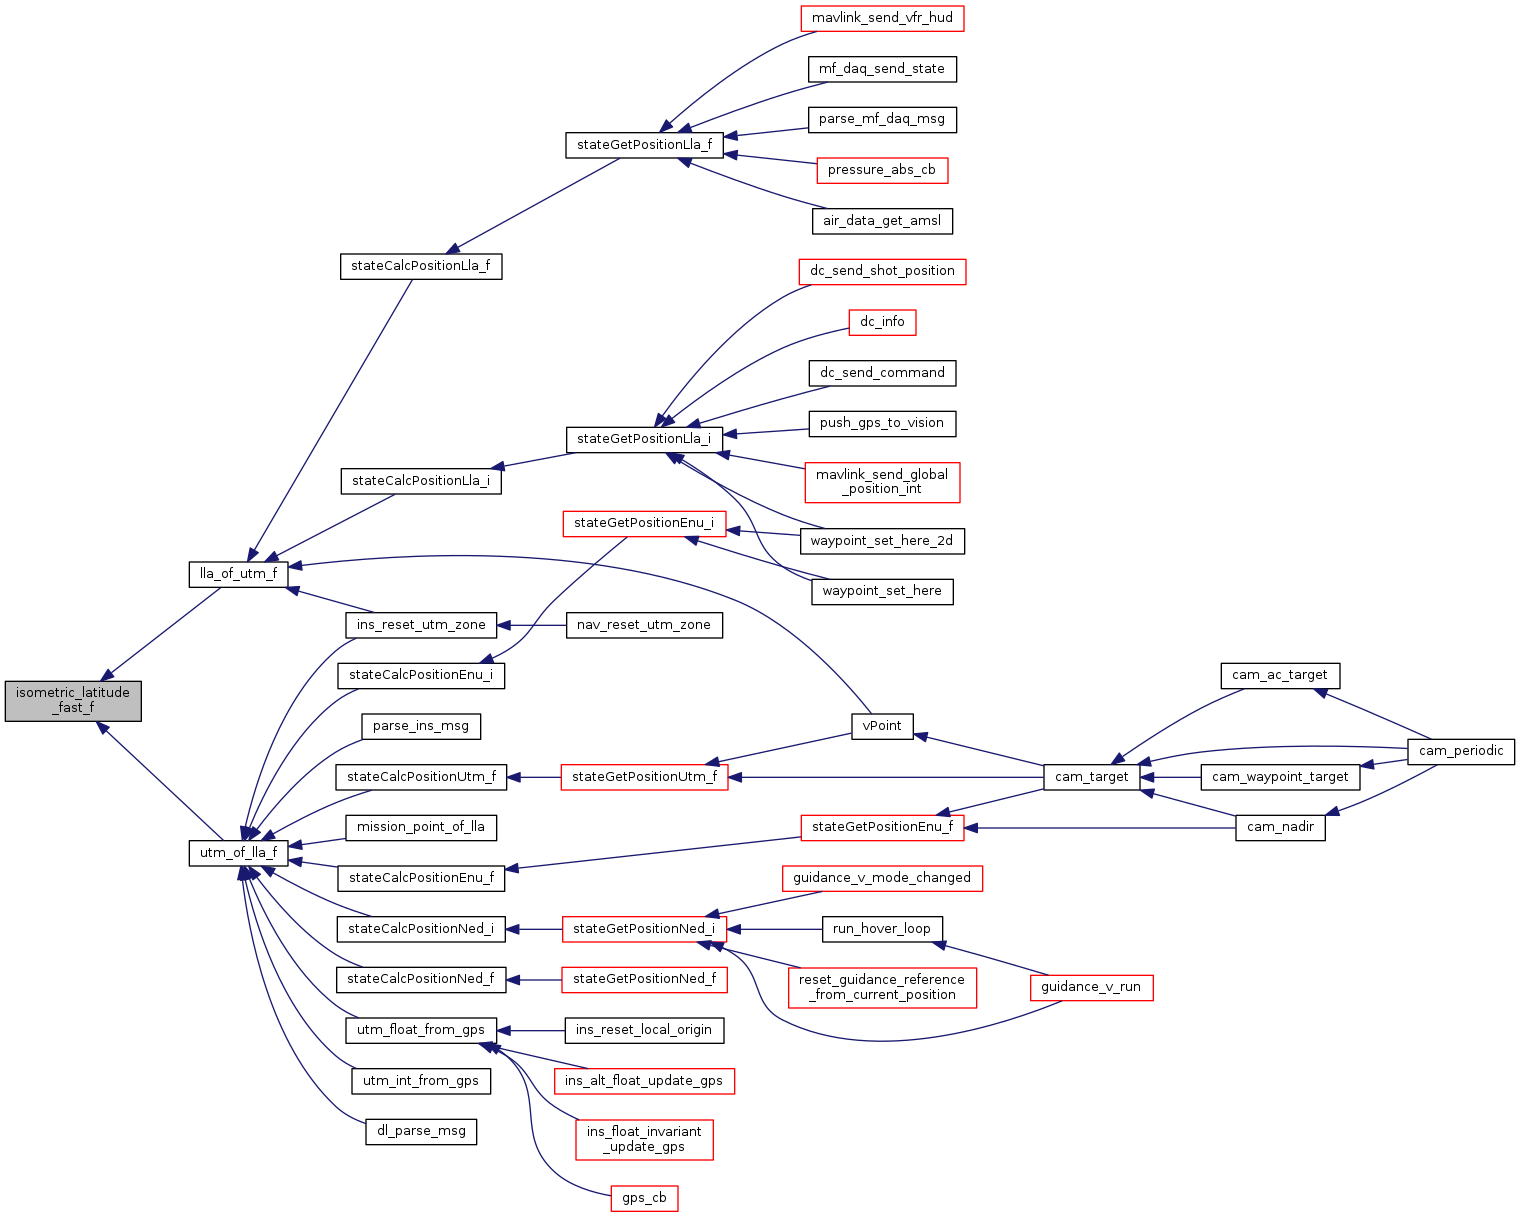 mavlink_send_vfr_hud
mf_daq_send_state
parse_mf_daq_msg
stateGetPositionLla_f
pressure_abs_cb
air_data_get_amsl
stateCalcPositionLla_f
dc_send_shot_position
dc_info
dc_send_command
push_gps_to_vision
stateGetPositionLla_i
mavlink_send_global
_position_int
stateCalcPositionLla_i
stateGetPositionEnu_i
waypoint_set_here_2d
lla_of_utm_f
waypoint_set_here
ins_reset_utm_zone
nav_reset_utm_zone
stateCalcPositionEnu_i
cam_ac_target
isometric_latitude
_fast_f
parse_ins_msg
vPoint
cam_periodic
stateCalcPositionUtm_f
stateGetPositionUtm_f
cam_target
cam_waypoint_target
mission_point_of_lla
stateGetPositionEnu_f
cam_nadir
utm_of_lla_f
stateCalcPositionEnu_f
guidance_v_mode_changed
stateCalcPositionNed_i
stateGetPositionNed_i
run_hover_loop
stateCalcPositionNed_f
stateGetPositionNed_f
reset_guidance_reference
_from_current_position
guidance_v_run
utm_float_from_gps
ins_reset_local_origin
utm_int_from_gps
ins_alt_float_update_gps
dl_parse_msg
ins_float_invariant
_update_gps
gps_cb